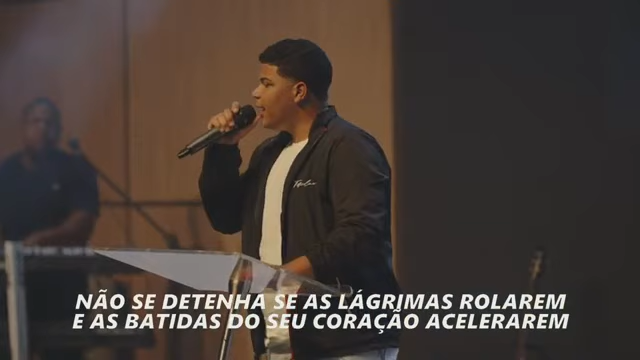 NÃO SE DETENHA SE AS LÁGRIMAS ROLAREM
E AS BATIDAS DO SEU CORAÇÃO ACELERAREM